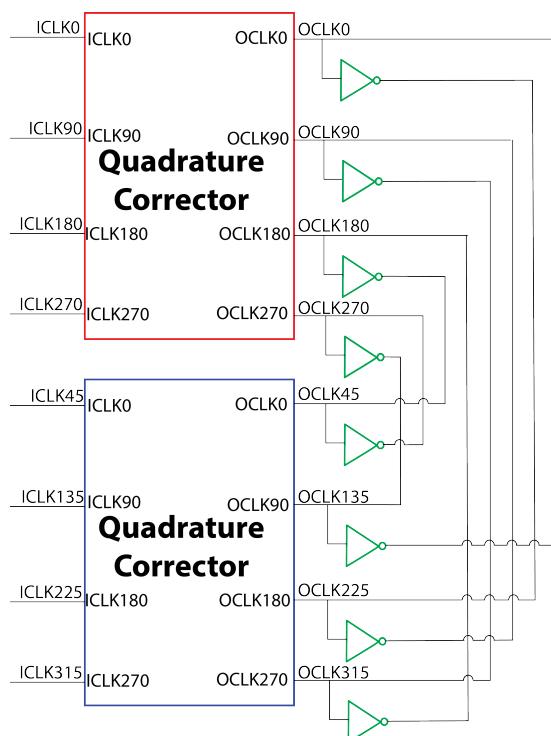 ICLK0
ICLK0
OCLK0
OCLK0
ICLK90
ICLK90
OCLK90
OCLK90
Quadrature
Corrector
ICLK180
ICLK180
OCLK180
OCLK180
ICLK270
ICLK270
OCLK270
OCLK270
ICLK45
ICLK0
OCLK0
OCLK45
ICLK135
ICLK90
OCLK90
OCLK135
Quadrature
Corrector
ICLK225
ICLK180
OCLK180
OCLK225
ICLK315
ICLK270
OCLK270
OCLK315